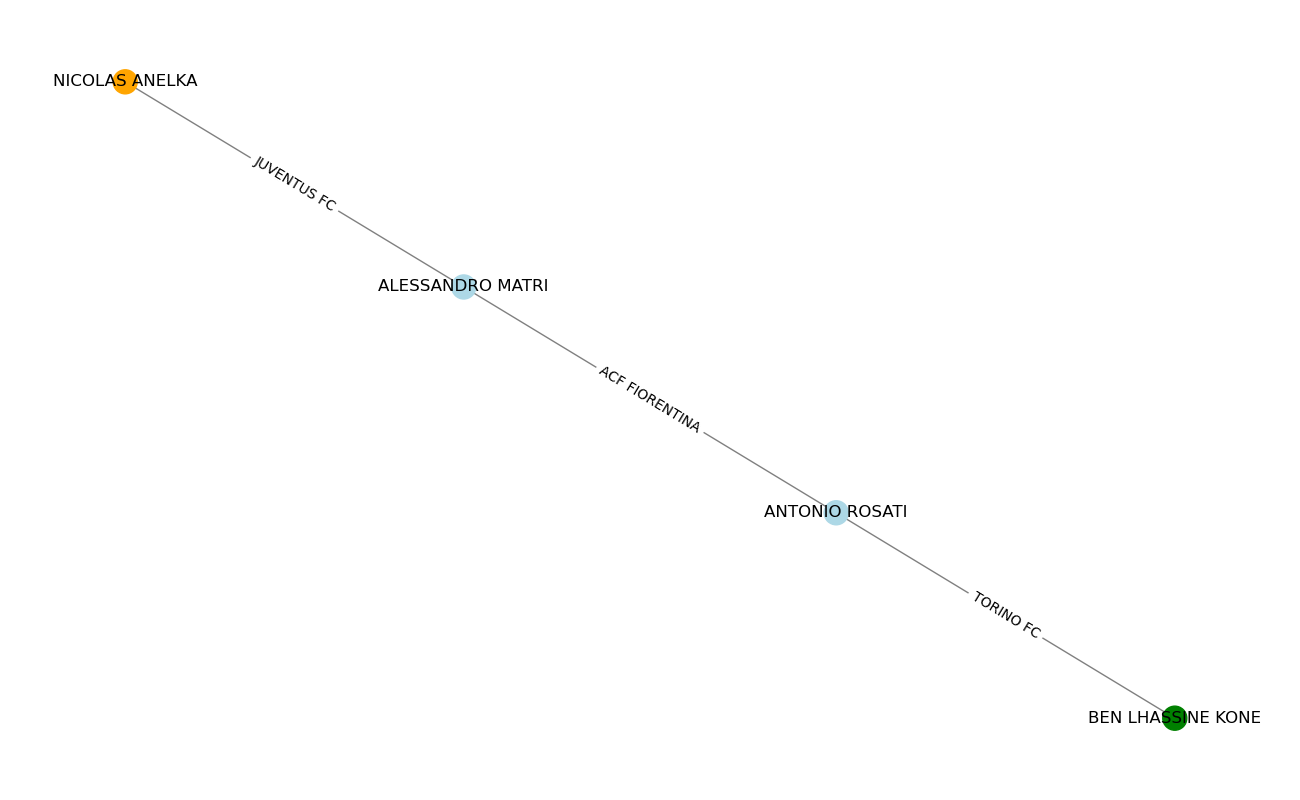 NICOLAS ANELKA
JUVENTUS FC
ALESSANDRO MATRI
ACF FIORENTINA
ANTONIO ROSATI
TORINO FC
BEN LHASSINE KONE